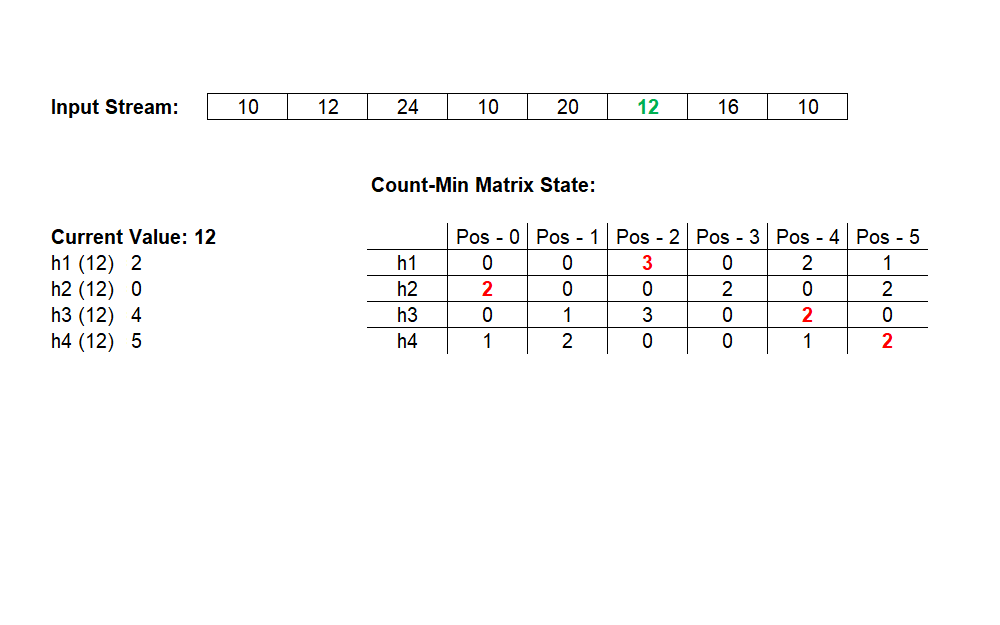 Input Stream: 10 12 24 10 20 12 16 10
Count-Min Matrix State:
Current Value: 12 Pos - 0 Pos - 1 Pos - 2 Pos - 3 Pos - 4 Pos - 5
h1 (12) 2 h1 0 0 3 0 2 1
h2 (12) 0 h2 2 0 0 2 0 2
h3 (12) 4 h3 0 1 3 0 2 0
h4 (12) 5 h4 1 2 0 0 1 2